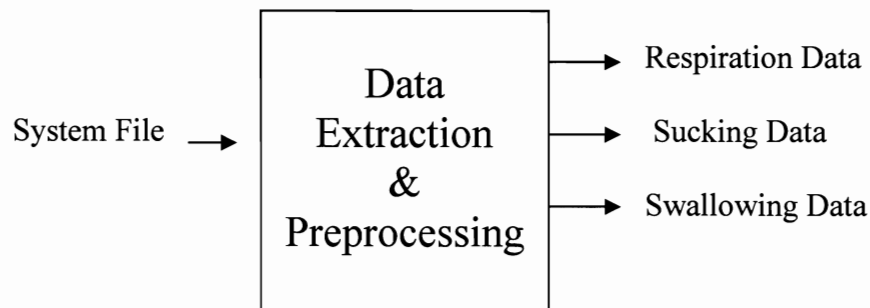 System File
Data
Extraction
&
Preprocessing
Respiration Data
Sucking Data
Swallowing Data